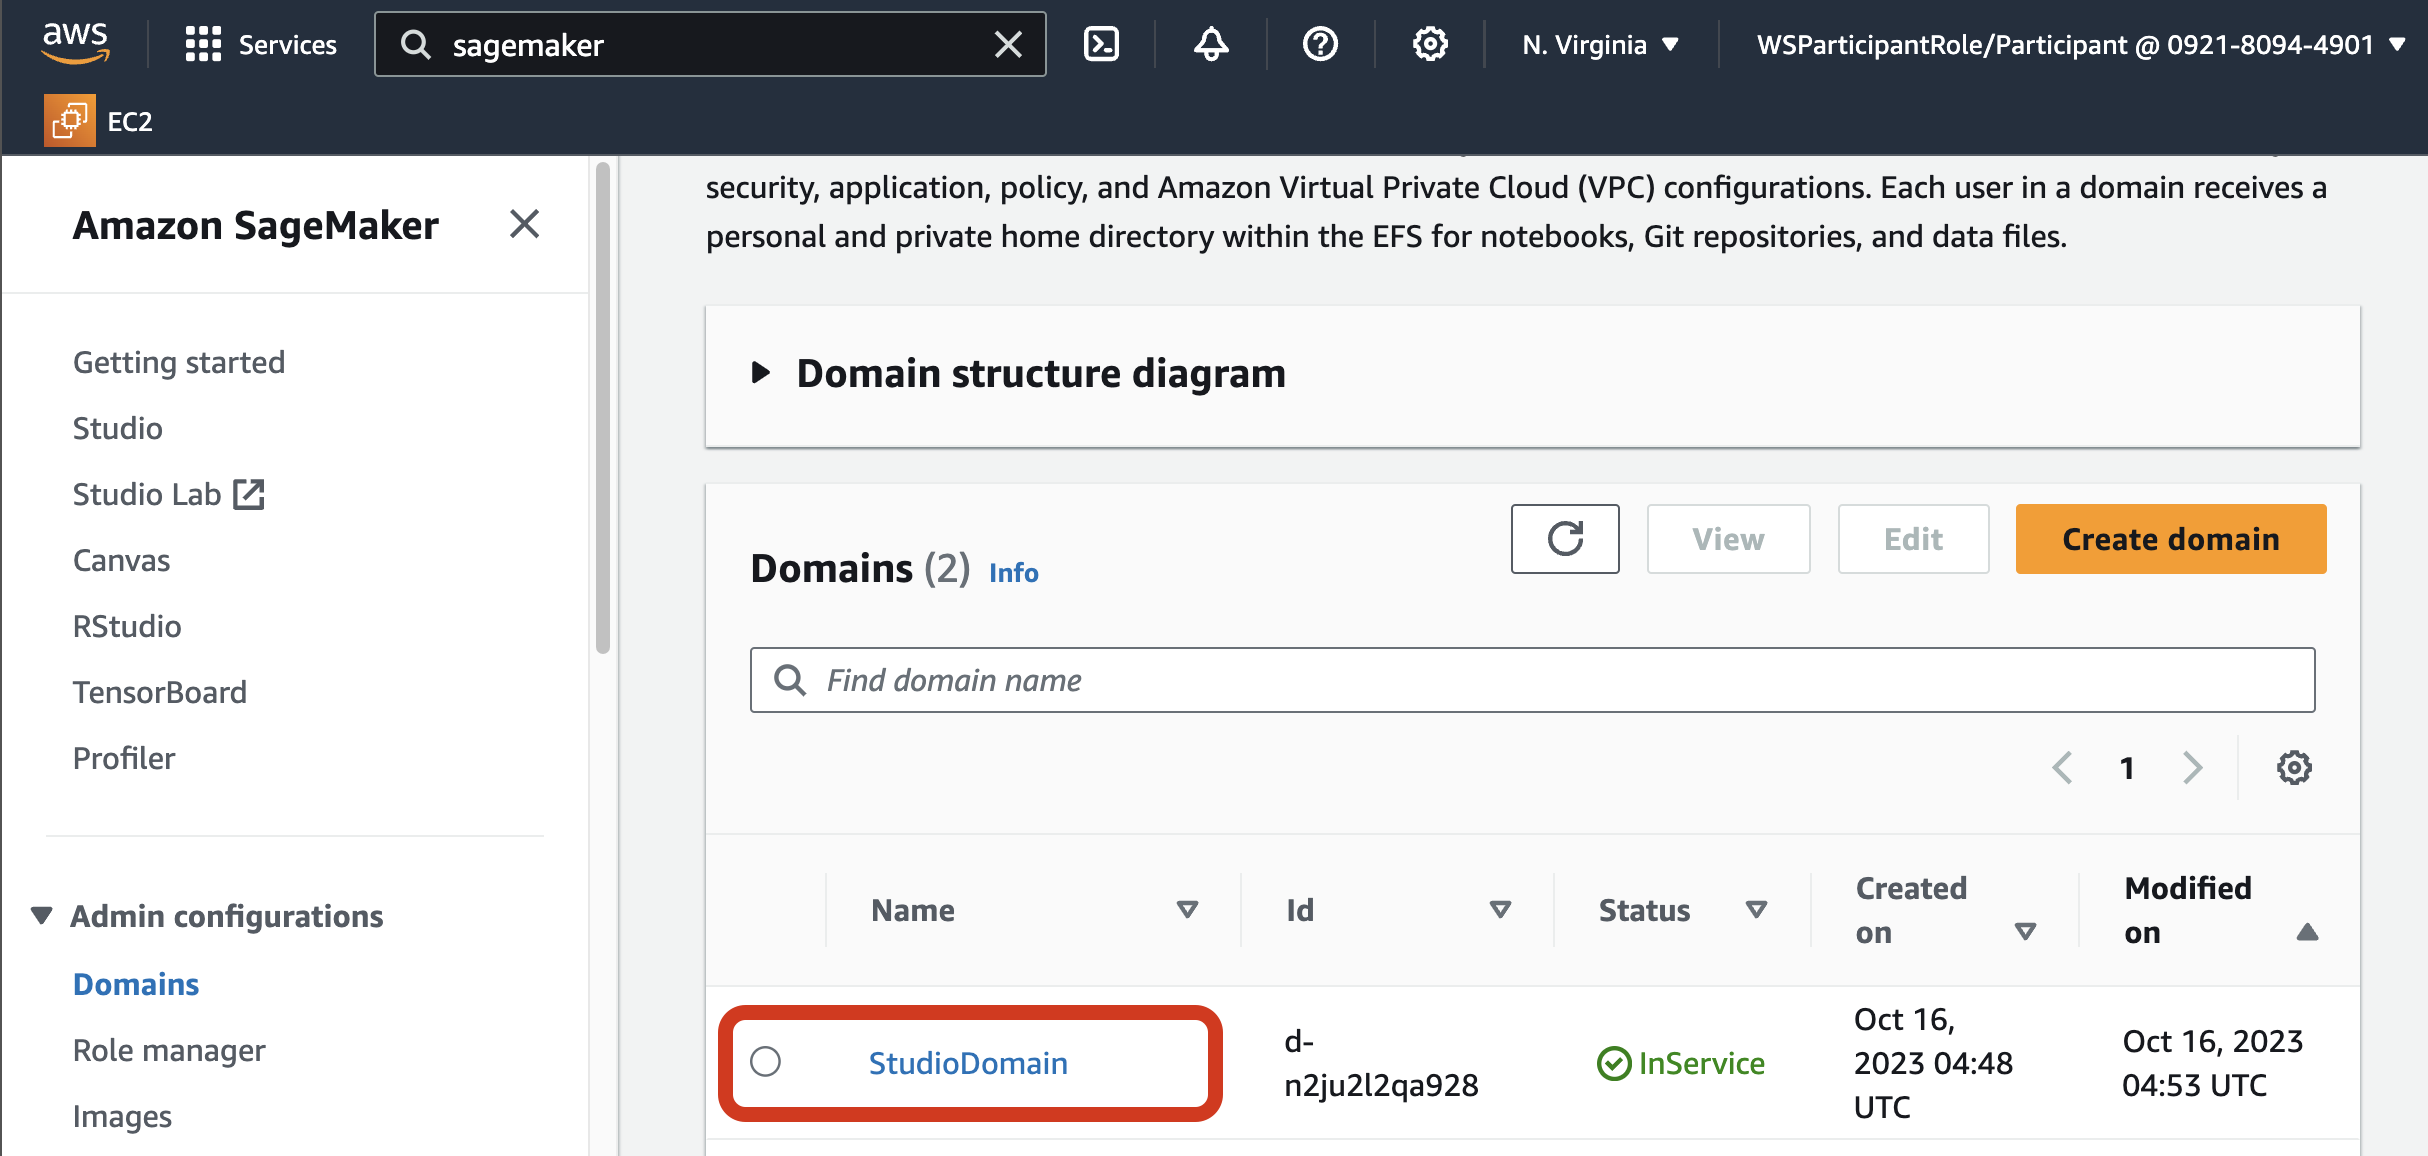 aws
Services
sagemaker
N. Virginia
WSParticipantRole/Participant @ 0921-8094-4901
EC2
Amazon SageMaker
Getting started
Studio
Studio Lab
Canvas
RStudio
TensorBoard
Profiler
Admin configurations
Domains
Role manager
Images
security, application, policy, and Amazon Virtual Private Cloud (VPC) configurations. Each user in a domain receives a
personal and private home directory within the EFS for notebooks, Git repositories, and data files.
Domain structure diagram
Domains (2) Info
View
Edit
Create domain
Find domain name
1
Name
Id
Status
Created
on
Modified
on
StudioDomain
d-
n2ju2l2qa928
InService
Oct 16,
2023 04:48
UTC
Oct 16, 2023
04:53 UTC